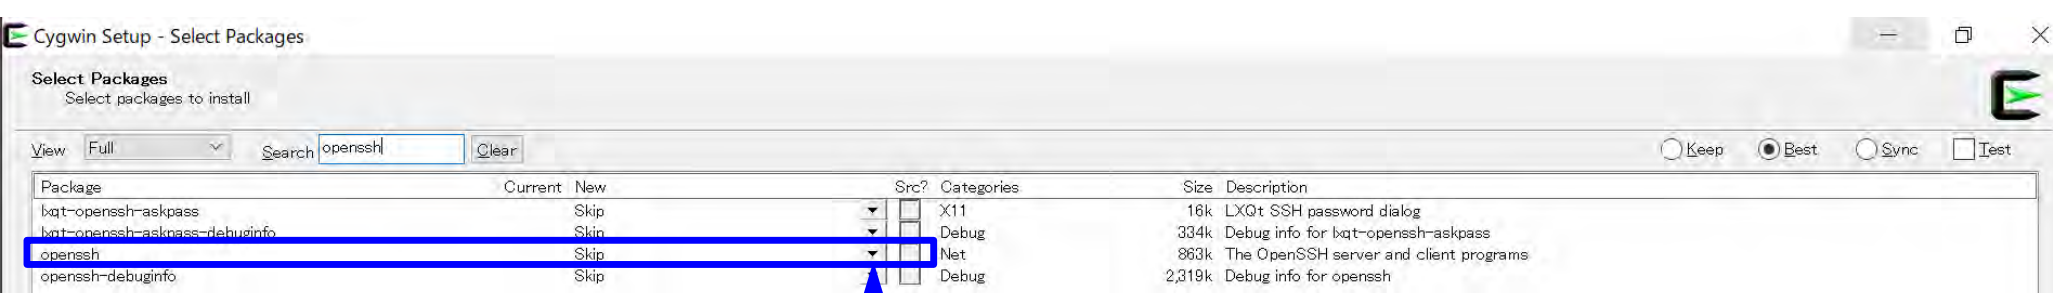 Cygwin Setup - Select Packages
Select Packages
Select packages to install
View Full Search openssh Clear Keep Best Sync Test
Package Current New Src? Categories Size Description
lxqt-openssh-askpass Skip X11 16k LXQt SSH password dialog
lxqt-openssh-askpass-debuginfo Skip Debug 334k Debug info for lxqt-openssh-askpass
openssh Skip Net 863k The OpenSSH server and client programs
openssh-debuginfo Skip Debug 2,319k Debug info for openssh